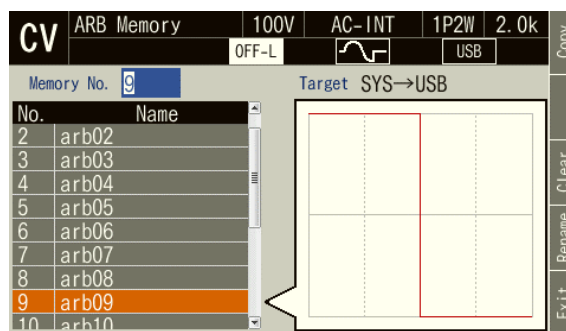 CV ARB Memory 100V AC-INT 1P2W 2.0k
OFF-L USB
Memory No. 9 Target SYS→USB
No. Name
2 arb02
3 arb03
4 arb04
5 arb05
6 arb06
7 arb07
8 arb08
9 arb09
10 arb10
Copy
Clear
Rename
Exit